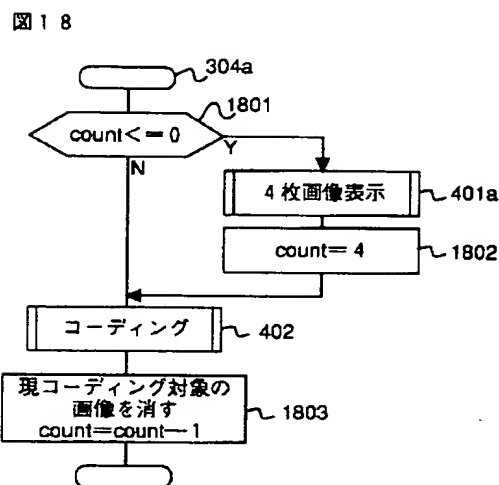 図18
304a
1801
count<=0
Y
N
4枚画像表示
401a
count=4
1802
コーディング
402
現コーディング対象の
画像を消す
count=count－1
1803